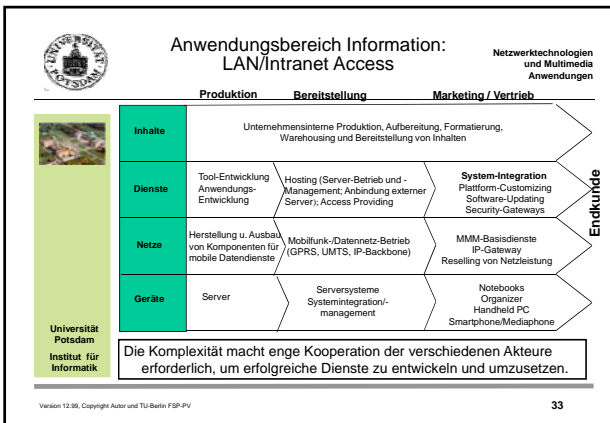 UNIVERSITÄT
POTSDAM
Anwendungsbereich Information:
LAN/Intranet Access
Netzwerktechnologien
und Multimedia
Anwendungen
Produktion
Bereitstellung
Marketing / Vertrieb
Inhalte
Unternehmensinterne Produktion, Aufbereitung, Formatierung,
Warehousing und Bereitstellung von Inhalten
Dienste
Tool-Entwicklung
Anwendungs-
Entwicklung
Hosting (Server-Betrieb und -
Management; Anbindung externer
Server); Access Providing
System-Integration
Plattform-Customizing
Software-Updating
Security-Gateways
Netze
Herstellung u. Ausbau
von Komponenten für
mobile Datendienste
Mobilfunk-/Datennetz-Betrieb
(GPRS, UMTS, IP-Backbone)
MMM-Basisdienste
IP-Gateway
Reselling von Netzleistung
Geräte
Server
Serversysteme
Systemintegration/-
management
Notebooks
Organizer
Handheld PC
Smartphone/Mediaphone
Endkunde
Universität
Potsdam
Institut für
Informatik
Die Komplexität macht enge Kooperation der verschiedenen Akteure
erforderlich, um erfolgreiche Dienste zu entwickeln und umzusetzen.
Version 12.99, Copyright Autor und TU-Berlin FSP-PV
33